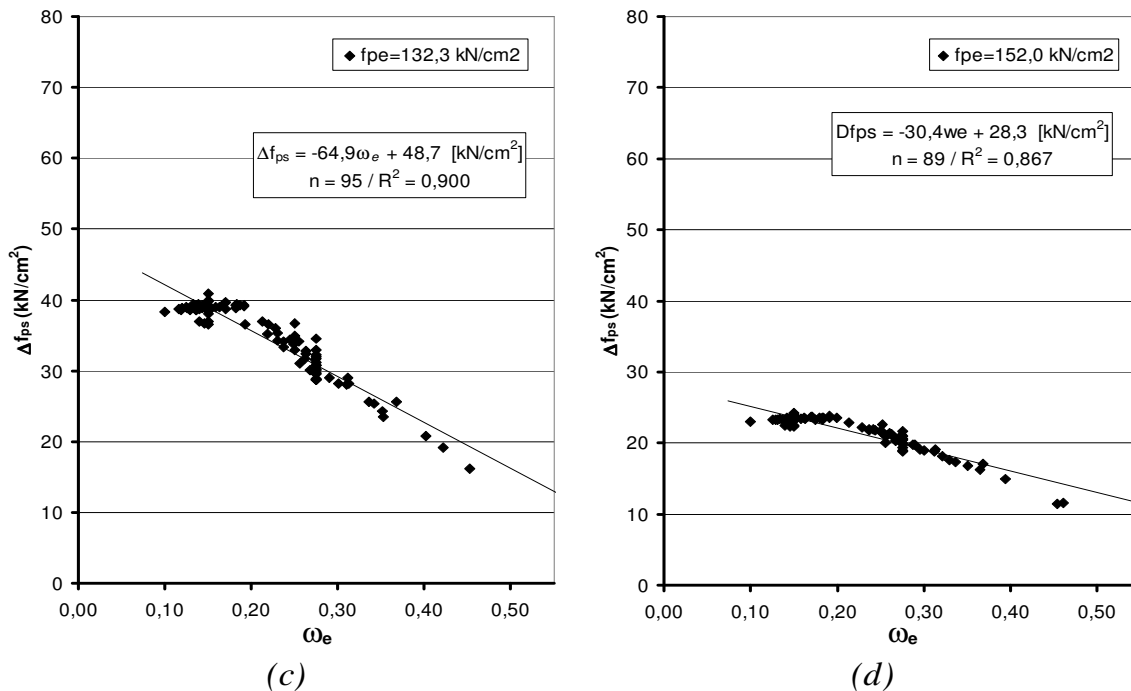 80
70
60
50
40
30
20
10
0
Δfps (kN/cm²)
fpe=132,3 kN/cm2
Δfps = -64,9ωe + 48,7 [kN/cm²]
n = 95 / R² = 0,900
0,00 0,10 0,20 0,30 0,40 0,50
ωe
(c)
80
70
60
50
40
30
20
10
0
Δfps (kN/cm²)
fpe=152,0 kN/cm2
Dfps = -30,4we + 28,3 [kN/cm²]
n = 89 / R² = 0,867
0,00 0,10 0,20 0,30 0,40 0,50
ωe
(d)